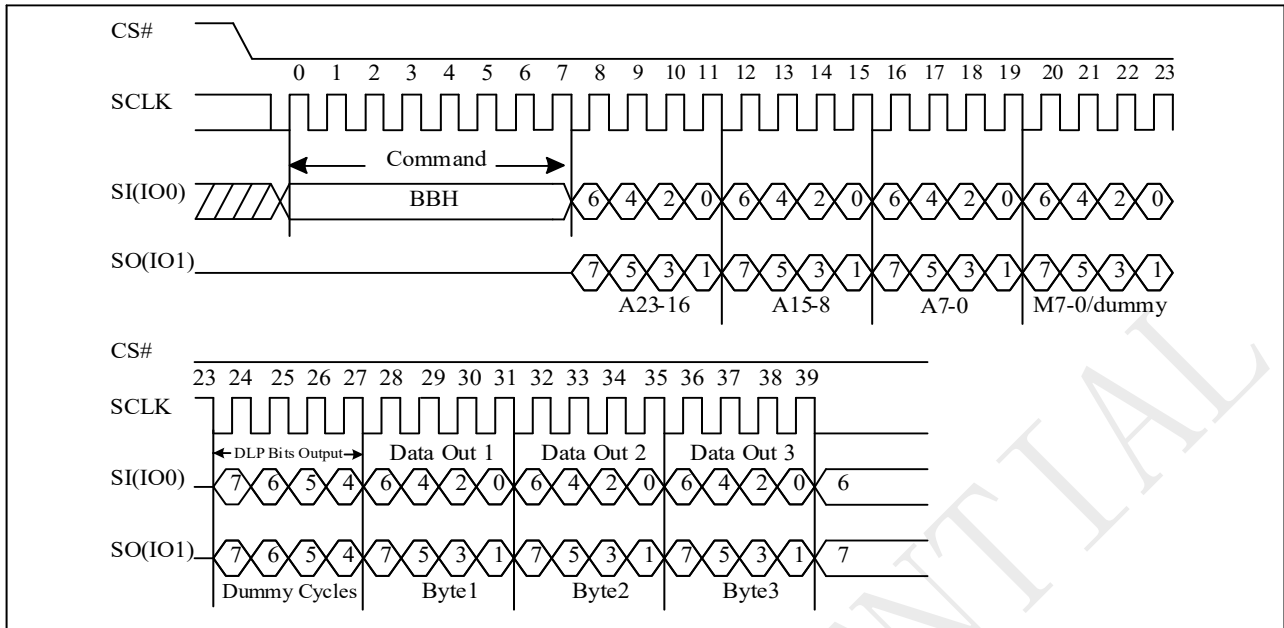 CS#
0 1 2 3 4 5 6 7 8 9 10 11 12 13 14 15 16 17 18 19 20 21 22 23
SCLK
Command
SI(IO0) BBH 6 4 2 0 6 4 2 0 6 4 2 0 6 4 2 0
SO(IO1) 7 5 3 1 7 5 3 1 7 5 3 1 7 5 3 1
A23-16 A15-8 A7-0 M7-0/dummy
CS#
23 24 25 26 27 28 29 30 31 32 33 34 35 36 37 38 39
SCLK
DLP Bits Output Data Out 1 Data Out 2 Data Out 3
SI(IO0) 7 6 5 4 6 4 2 0 6 4 2 0 6 4 2 0 6
SO(IO1) 7 6 5 4 7 5 3 1 7 5 3 1 7 5 3 1 7
Dummy Cycles Byte1 Byte2 Byte3
NTIAL